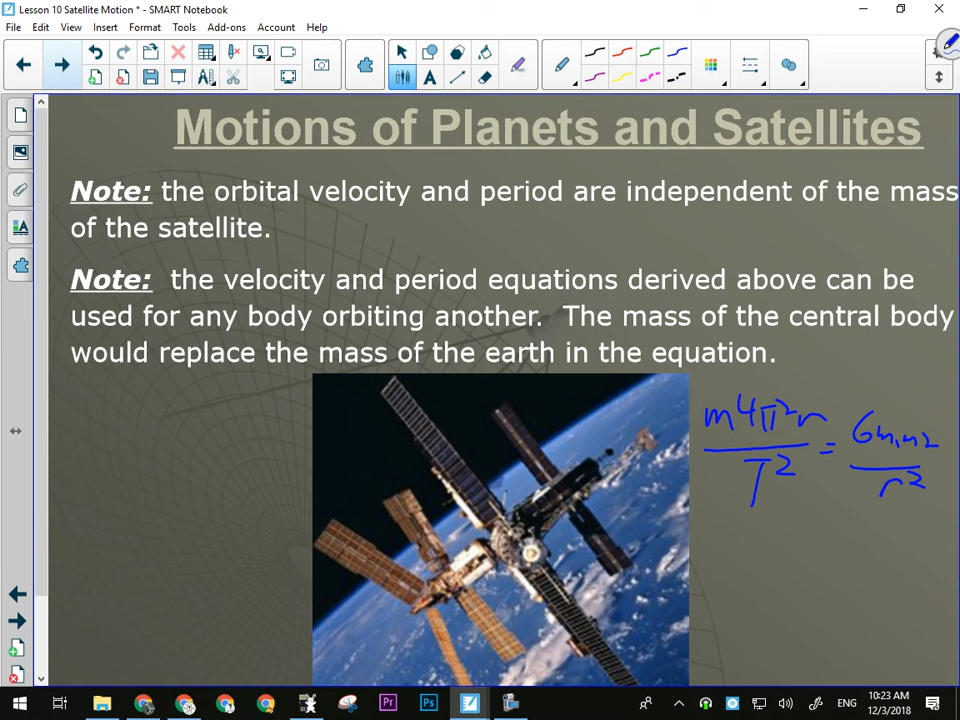 Lesson 10 Satellite Motion * - SMART Notebook
File Edit View Insert Format Tools Add-ons Account Help
Motions of Planets and Satellites
Note: the orbital velocity and period are independent of the mass
of the satellite.
Note: the velocity and period equations derived above can be
used for any body orbiting another. The mass of the central body
would replace the mass of the earth in the equation.
m4π²r / T² = Gm₁m2 / r²
ENG
10:23 AM
12/3/2018